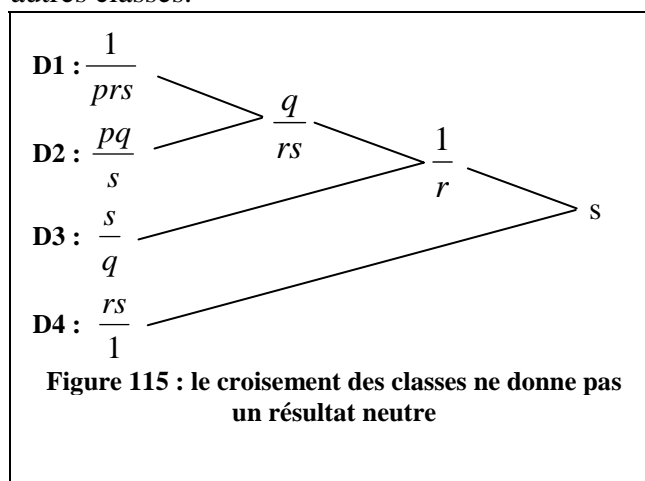 autres classes.
D1 : 1/prs
q/rs
D2 : pq/s
1/r
s
D3 : s/q
D4 : rs/1
Figure 115 : le croisement des classes ne donne pas
un résultat neutre